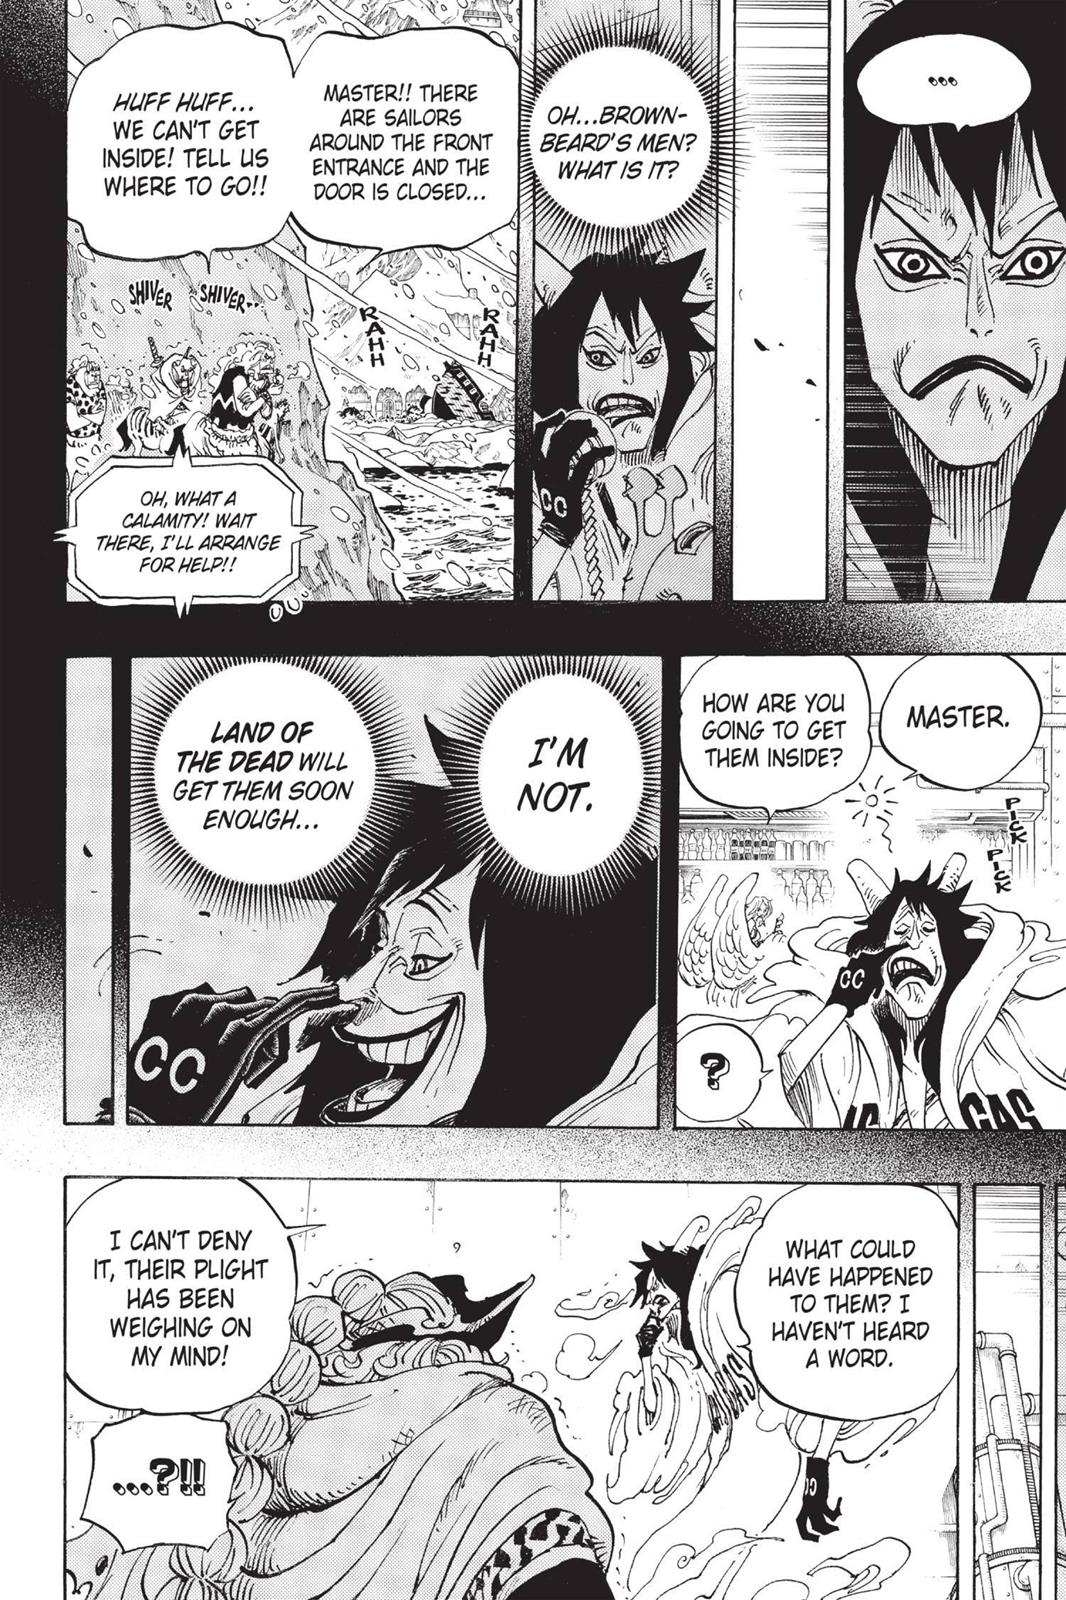 ...
OH...BROWN-
BEARD'S MEN?
WHAT IS IT?
MASTER!! THERE
ARE SAILORS
AROUND THE FRONT
ENTRANCE AND THE
DOOR IS CLOSED...
HUFF HUFF...
WE CAN'T GET
INSIDE! TELL US
WHERE TO GO!!
SHIVER
SHIVER...
RAHH
RAHH
CC
OH, WHAT A
CALAMITY! WAIT
THERE, I'LL ARRANGE
FOR HELP!!
MASTER.
HOW ARE YOU
GOING TO GET
THEM INSIDE?
PICK
PICK
CC
?
GAS
I'M
NOT.
LAND OF
THE DEAD WILL
GET THEM SOON
ENOUGH...
CC
WHAT COULD
HAVE HAPPENED
TO THEM? I
HAVEN'T HEARD
A WORD.
I CAN'T DENY
IT, THEIR PLIGHT
HAS BEEN
WEIGHING ON
MY MIND!
CC
...?!!